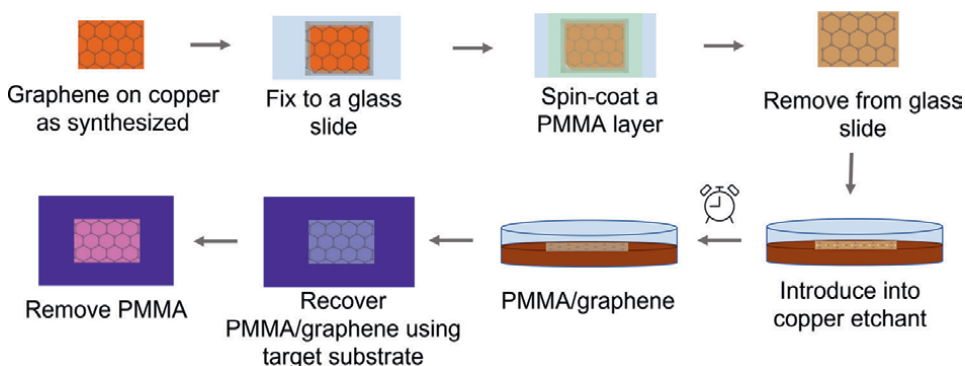 Graphene on copper
as synthesized
Fix to a glass
slide
Spin-coat a
PMMA layer
Remove from glass
slide
Introduce into
copper etchant
PMMA/graphene
Recover
PMMA/graphene using
target substrate
Remove PMMA